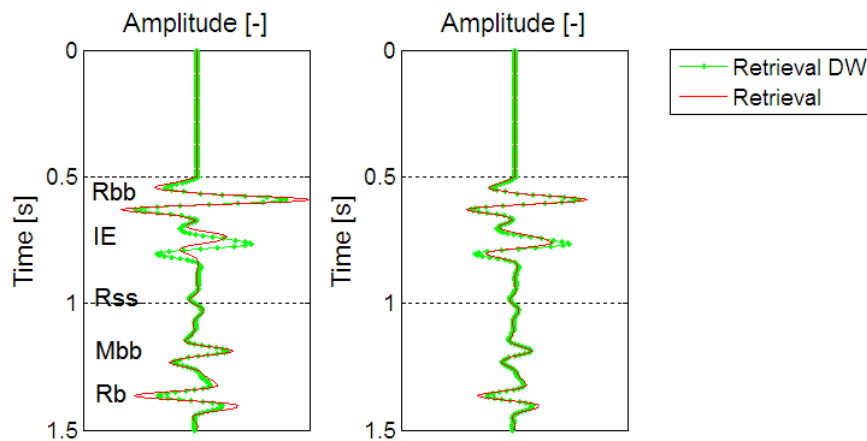 Amplitude [-]
Amplitude [-]
Retrieval DW
Retrieval
0
0.5
1
1.5
Time [s]
Rbb
IE
Rss
Mbb
Rb
0
0.5
1
1.5
Time [s]